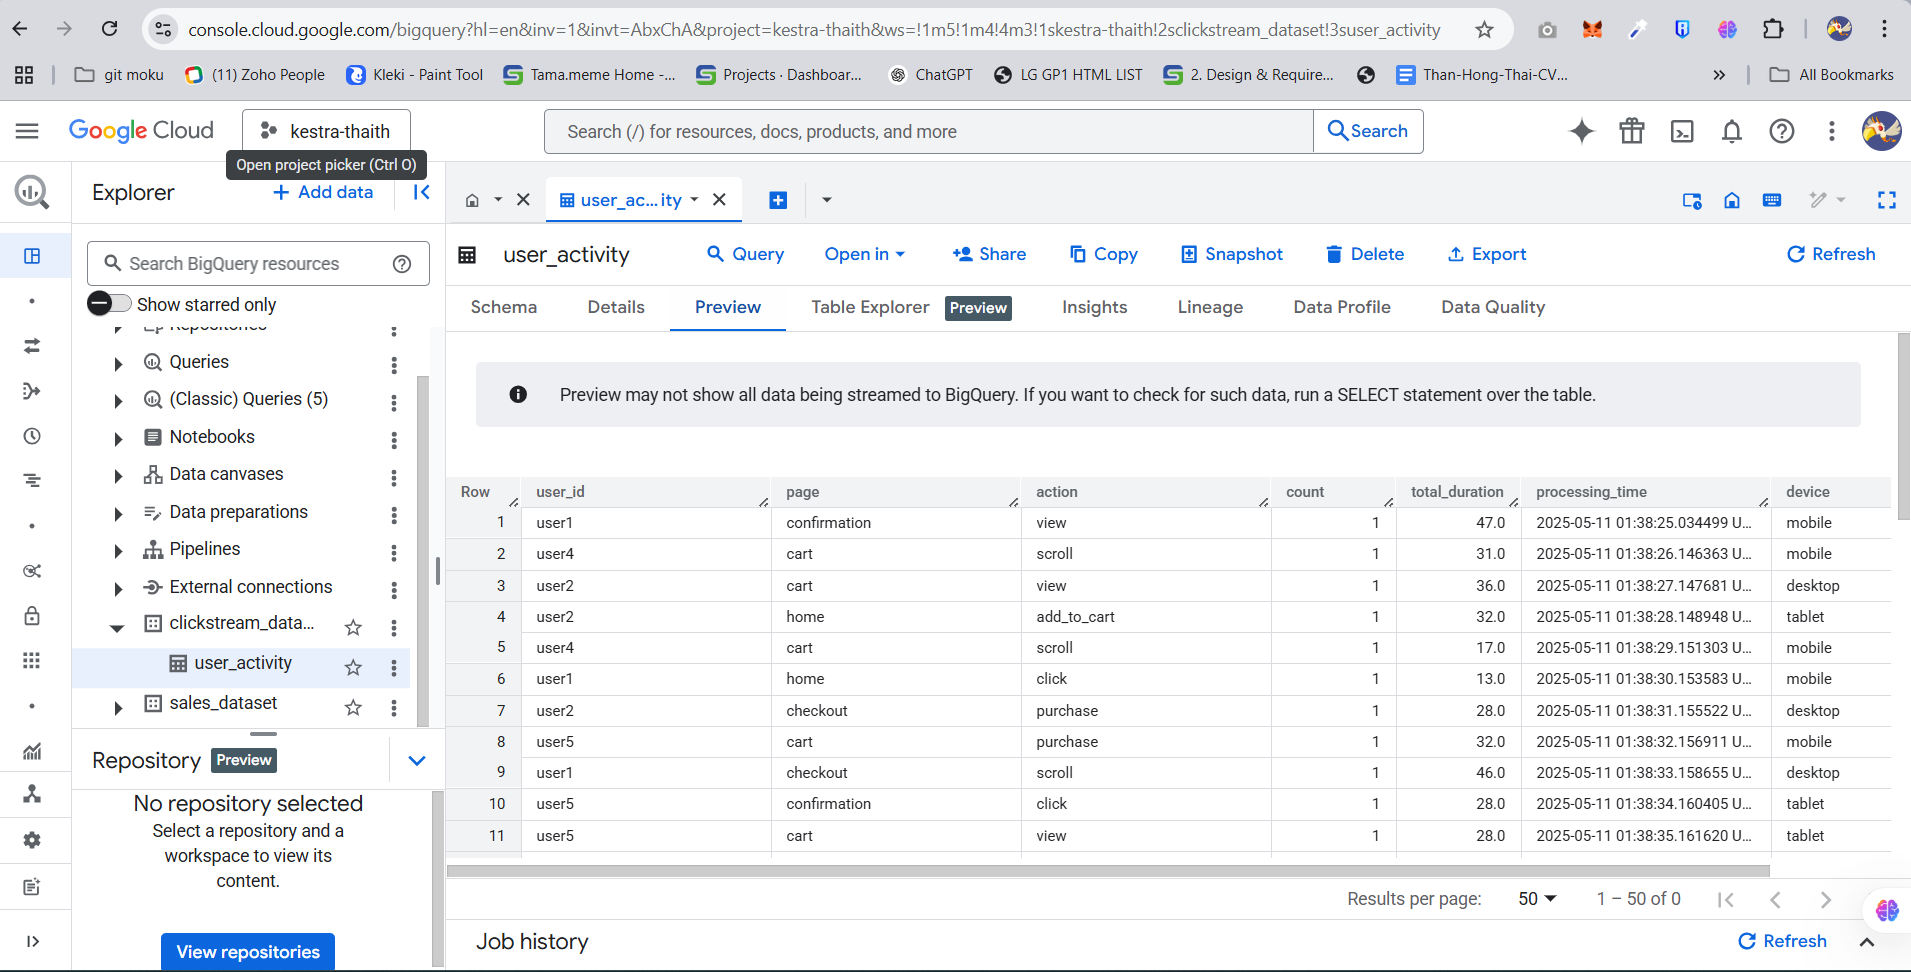 console.cloud.google.com/bigquery?hl=en&inv=1&invt=AbxChA&project=kestra-thaith&ws=!1m5!1m4!4m3!1skestra-thaith!2sclickstream_dataset!3suser_activity
git moku (11) Zoho People Kleki - Paint Tool Tama.meme Home -... Projects · Dashboar... ChatGPT LG GP1 HTML LIST 2. Design & Require... Than-Hong-Thai-CV... » All Bookmarks
Google Cloud kestra-thaith Search (/) for resources, docs, products, and more Search
Open project picker (Ctrl O)
Explorer + Add data
Search BigQuery resources
Show starred only
Repositories
Queries
(Classic) Queries (5)
Notebooks
Data canvases
Data preparations
Pipelines
External connections
clickstream_data...
user_activity
sales_dataset
Repository Preview
No repository selected
Select a repository and a
workspace to view its
content.
View repositories
user_ac...ity
user_activity Query Open in Share Copy Snapshot Delete Export Refresh
Schema Details Preview Table Explorer Preview Insights Lineage Data Profile Data Quality
Preview may not show all data being streamed to BigQuery. If you want to check for such data, run a SELECT statement over the table.
Row user_id page action count total_duration processing_time device
1 user1 confirmation view 1 47.0 2025-05-11 01:38:25.034499 U... mobile
2 user4 cart scroll 1 31.0 2025-05-11 01:38:26.146363 U... mobile
3 user2 cart view 1 36.0 2025-05-11 01:38:27.147681 U... desktop
4 user2 home add_to_cart 1 32.0 2025-05-11 01:38:28.148948 U... tablet
5 user4 cart scroll 1 17.0 2025-05-11 01:38:29.151303 U... mobile
6 user1 home click 1 13.0 2025-05-11 01:38:30.153583 U... mobile
7 user2 checkout purchase 1 28.0 2025-05-11 01:38:31.155522 U... desktop
8 user5 cart purchase 1 32.0 2025-05-11 01:38:32.156911 U... mobile
9 user1 checkout scroll 1 46.0 2025-05-11 01:38:33.158655 U... desktop
10 user5 confirmation click 1 28.0 2025-05-11 01:38:34.160405 U... tablet
11 user5 cart view 1 28.0 2025-05-11 01:38:35.161620 U... tablet
Results per page: 50 1 – 50 of 0
Job history Refresh